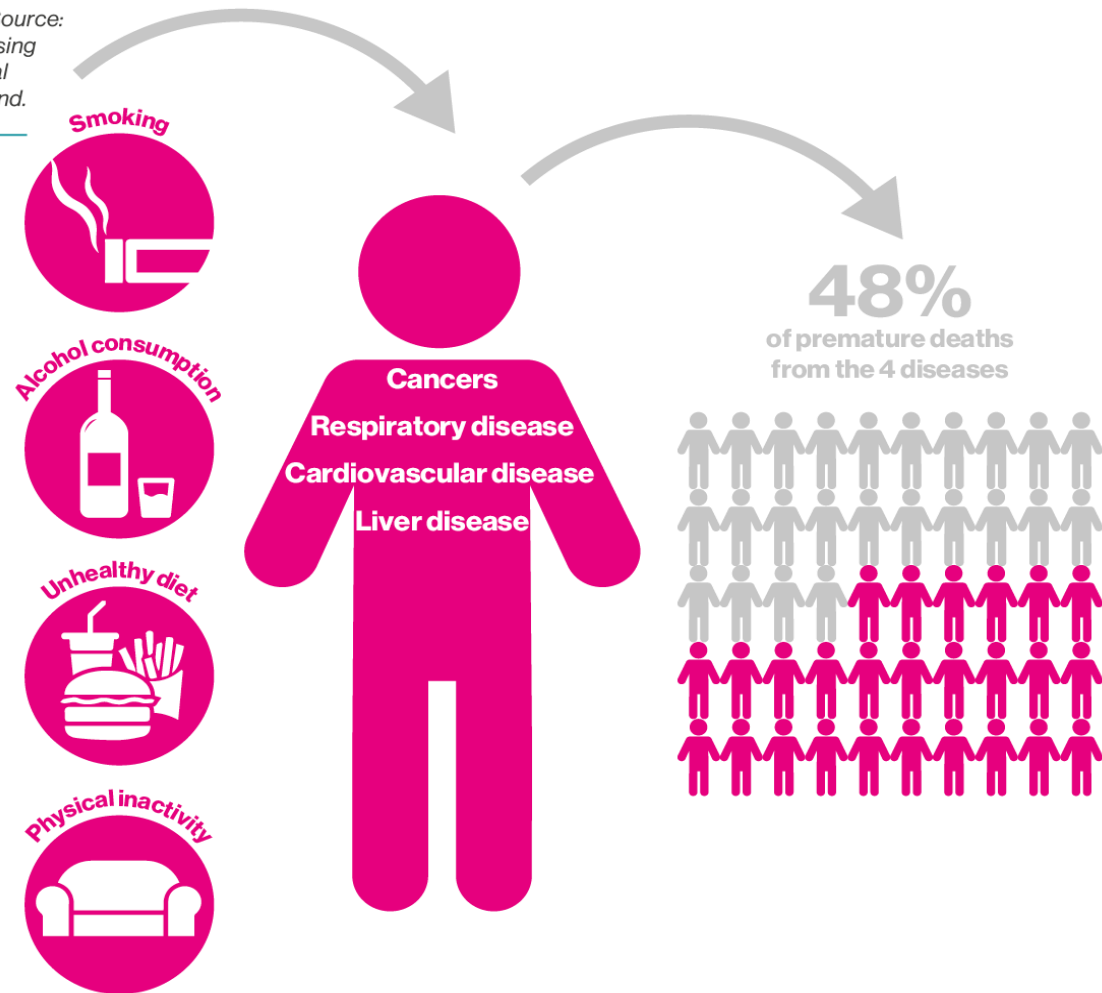 ource:
sing
al
nd.
Smoking
Alcohol consumption
Unhealthy diet
Physical inactivity
Cancers
Respiratory disease
Cardiovascular disease
Liver disease
48%
of premature deaths
from the 4 diseases